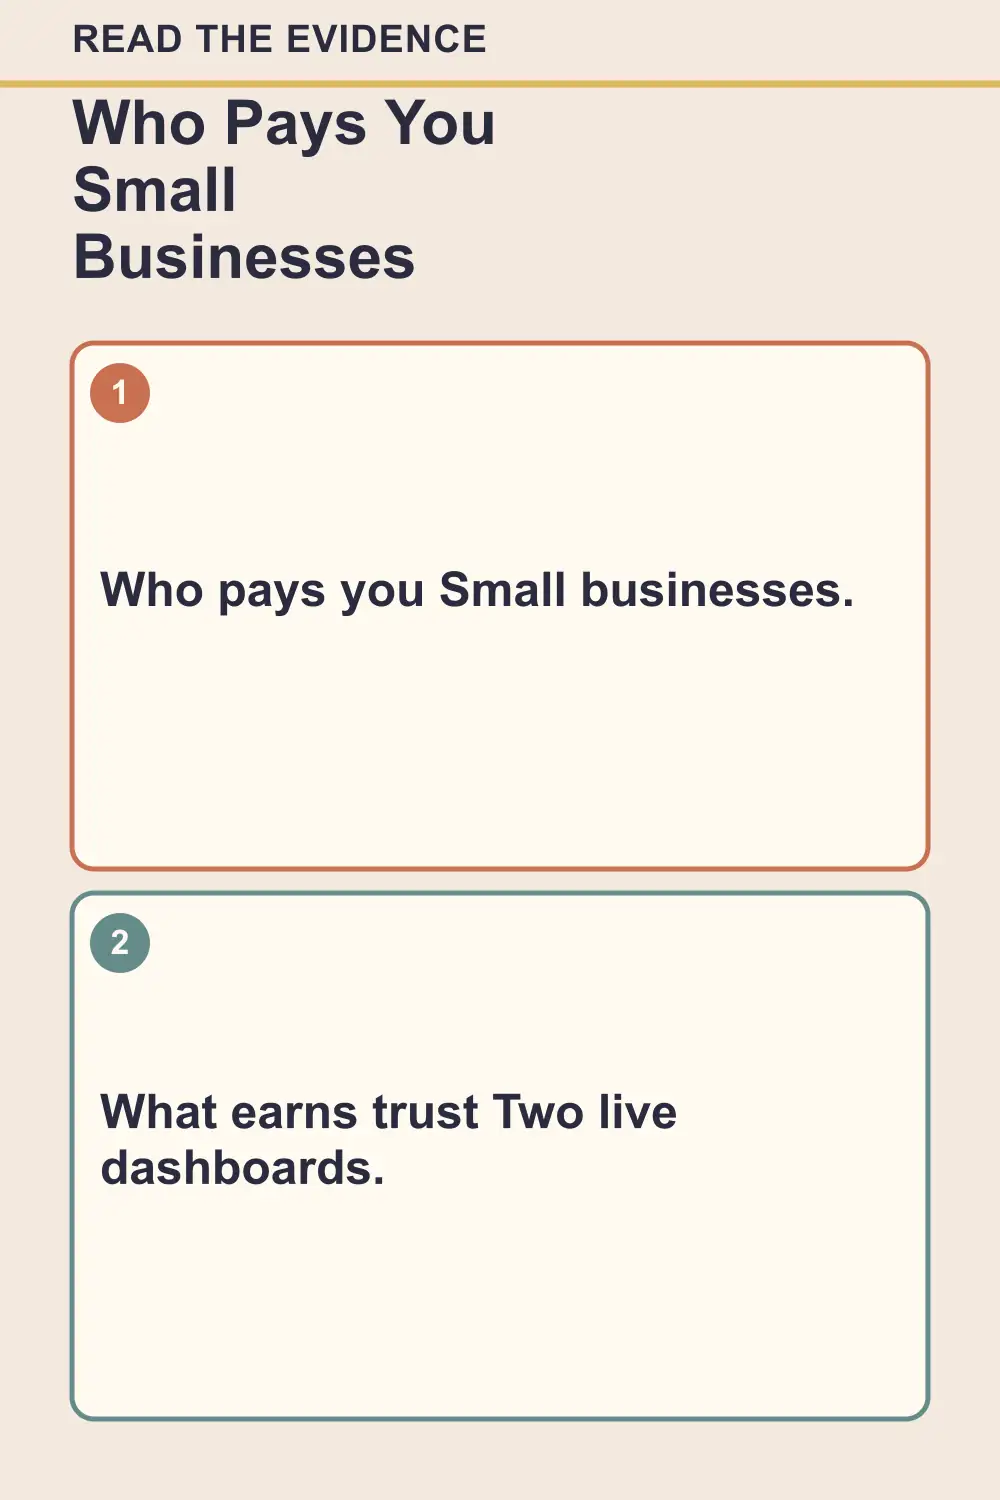 READ THE EVIDENCE
Who Pays You
Small
Businesses
1
Who pays you Small businesses.
2
What earns trust Two live
dashboards.